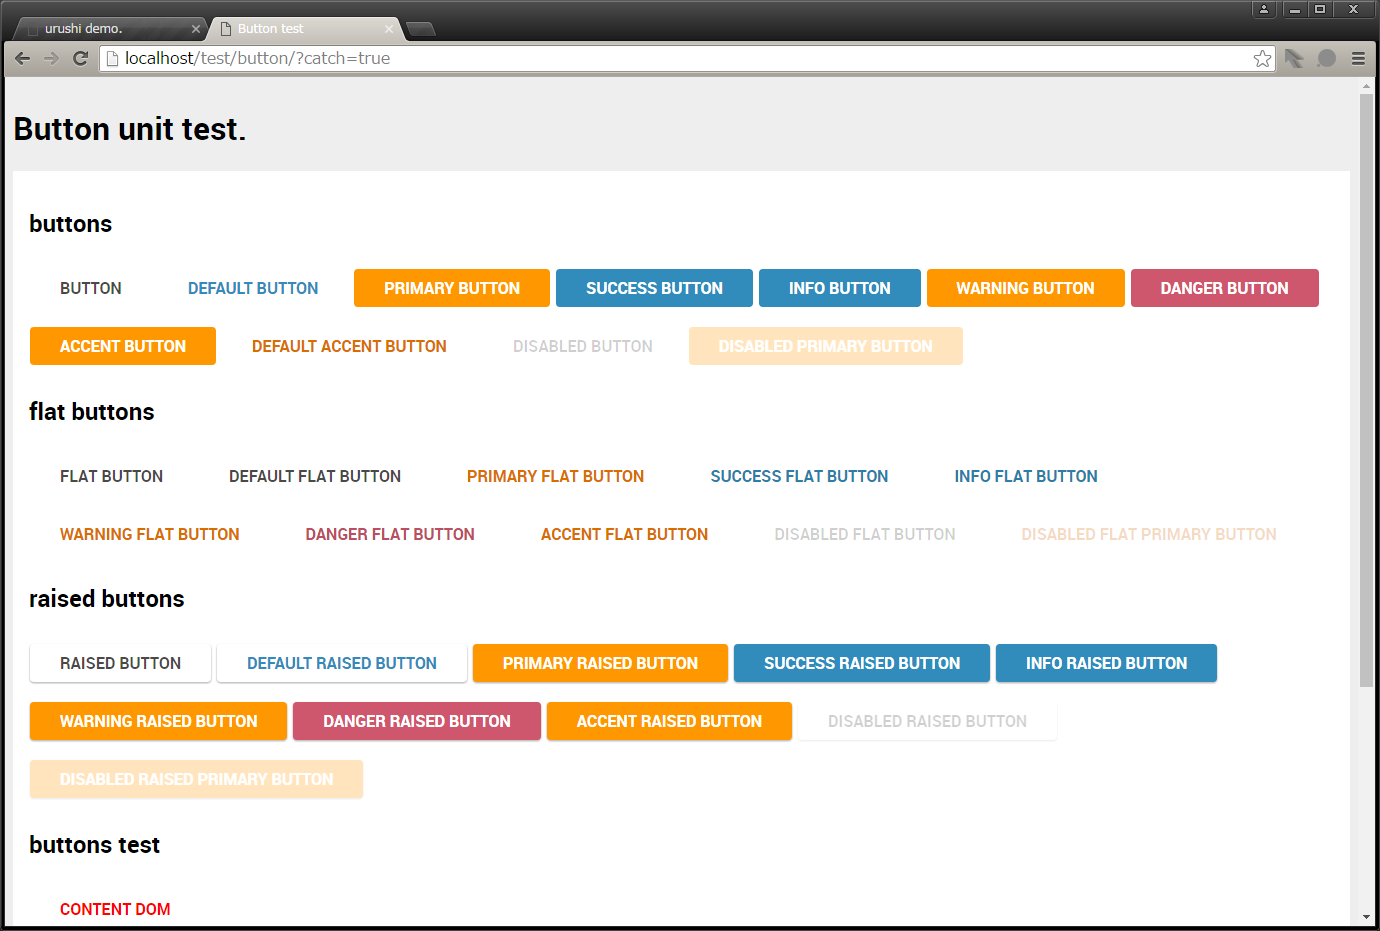 urushi demo.
Button test
localhost/test/button/?catch=true
Button unit test.
buttons
BUTTON DEFAULT BUTTON PRIMARY BUTTON SUCCESS BUTTON INFO BUTTON WARNING BUTTON DANGER BUTTON
ACCENT BUTTON DEFAULT ACCENT BUTTON DISABLED BUTTON DISABLED PRIMARY BUTTON
flat buttons
FLAT BUTTON DEFAULT FLAT BUTTON PRIMARY FLAT BUTTON SUCCESS FLAT BUTTON INFO FLAT BUTTON
WARNING FLAT BUTTON DANGER FLAT BUTTON ACCENT FLAT BUTTON DISABLED FLAT BUTTON DISABLED FLAT PRIMARY BUTTON
raised buttons
RAISED BUTTON DEFAULT RAISED BUTTON PRIMARY RAISED BUTTON SUCCESS RAISED BUTTON INFO RAISED BUTTON
WARNING RAISED BUTTON DANGER RAISED BUTTON ACCENT RAISED BUTTON DISABLED RAISED BUTTON
DISABLED RAISED PRIMARY BUTTON
buttons test
CONTENT DOM